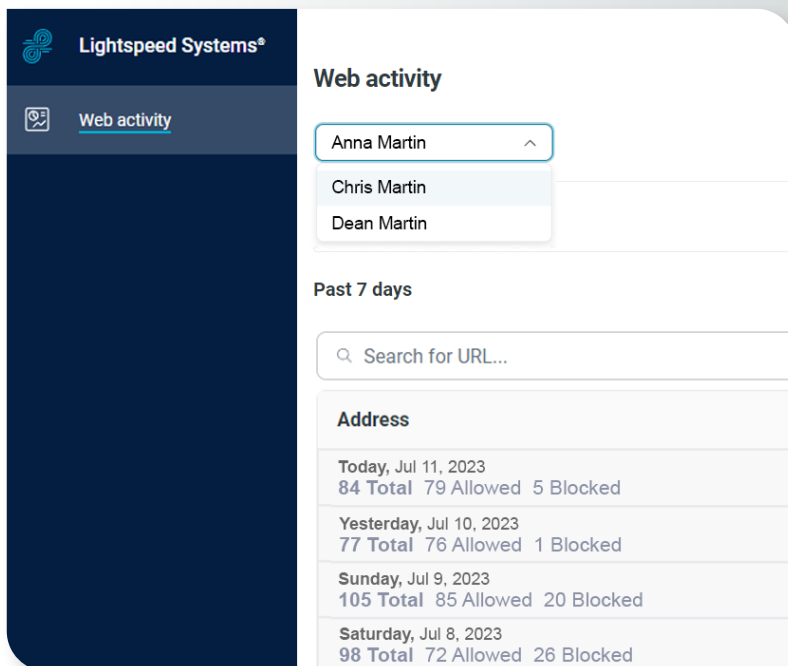 Lightspeed Systems®
Web activity
Web activity
Anna Martin
Chris Martin
Dean Martin
Past 7 days
Search for URL...
Address
Today, Jul 11, 2023
84 Total 79 Allowed 5 Blocked
Yesterday, Jul 10, 2023
77 Total 76 Allowed 1 Blocked
Sunday, Jul 9, 2023
105 Total 85 Allowed 20 Blocked
Saturday, Jul 8, 2023
98 Total 72 Allowed 26 Blocked